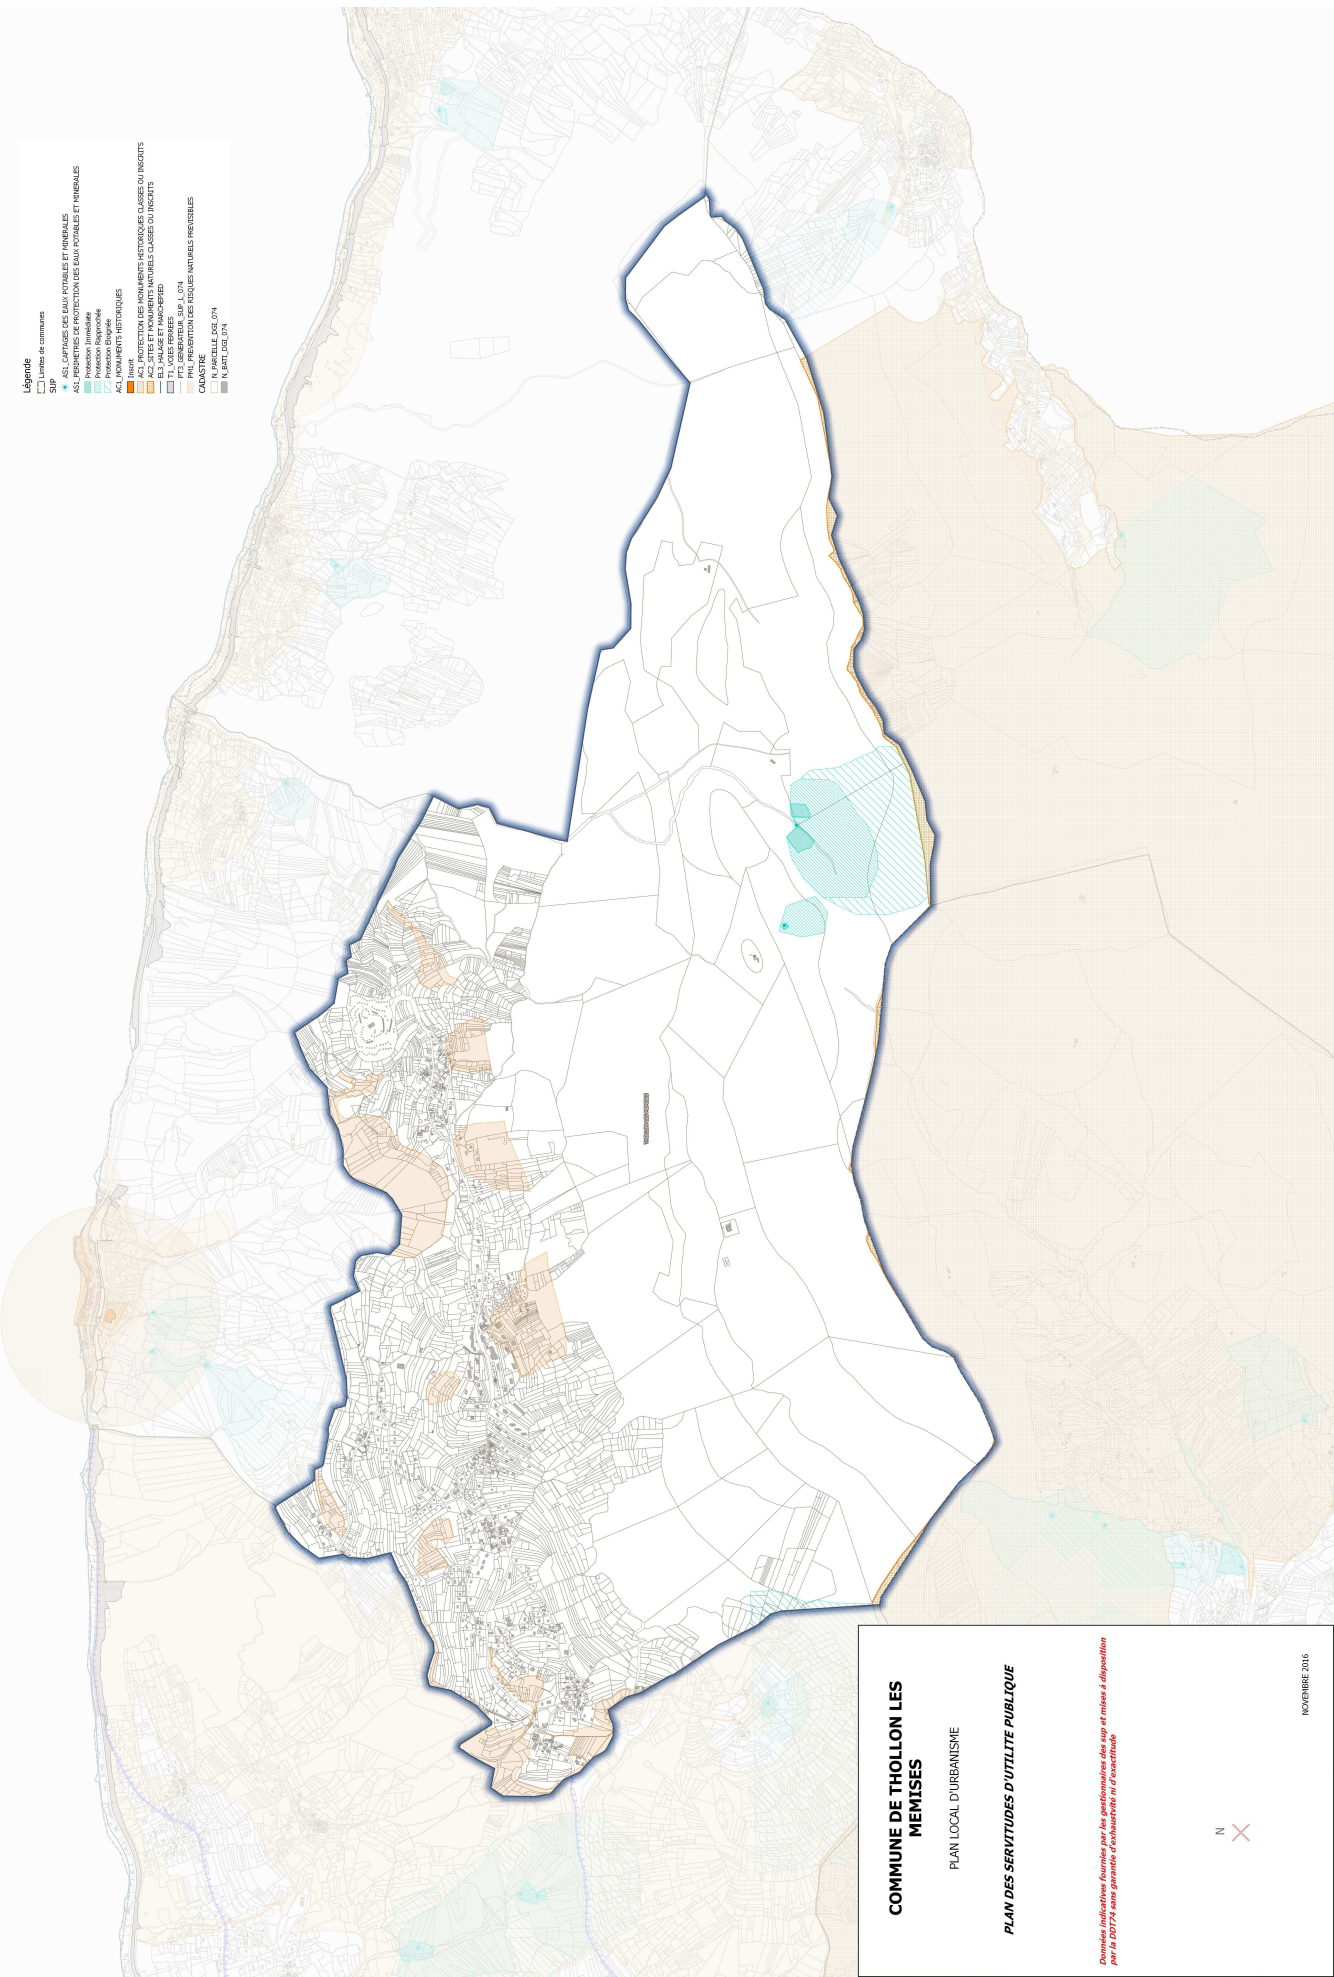 Légende
Limites de communes
SUP
AS1_CAPTAGES DES EAUX POTABLES ET MINERALES
AS1_PERIMETRES DE PROTECTION DES EAUX POTABLES ET MINERALES
Protection Immédiate
Protection Rapprochée
Protection Eloignée
AC1_MONUMENTS HISTORIQUES
Inscrit
AC1_PROTECTION DES MONUMENTS HISTORIQUES CLASSES OU INSCRITS
AC2_SITES ET MONUMENTS NATURELS CLASSES OU INSCRITS
EL3_HALAGE ET MARCHEPIED
T1_VOIES FERREES
PT3_GENERATEUR_SUP_L_074
PM1_PREVENTION DES RISQUES NATURELS PREVISIBLES
CADASTRE
N_PARCELLE_DGI_074
N_BATI_DGI_074
COMMUNE DE THOLLON LES
MEMISES
PLAN LOCAL D'URBANISME
PLAN DES SERVITUDES D'UTILITE PUBLIQUE
Données indicatives fournies par les gestionnaires des sup et mises à disposition
par la DDT74 sans garantie d'exhaustvité ni d'exactitude
N
NOVEMBRE 2016